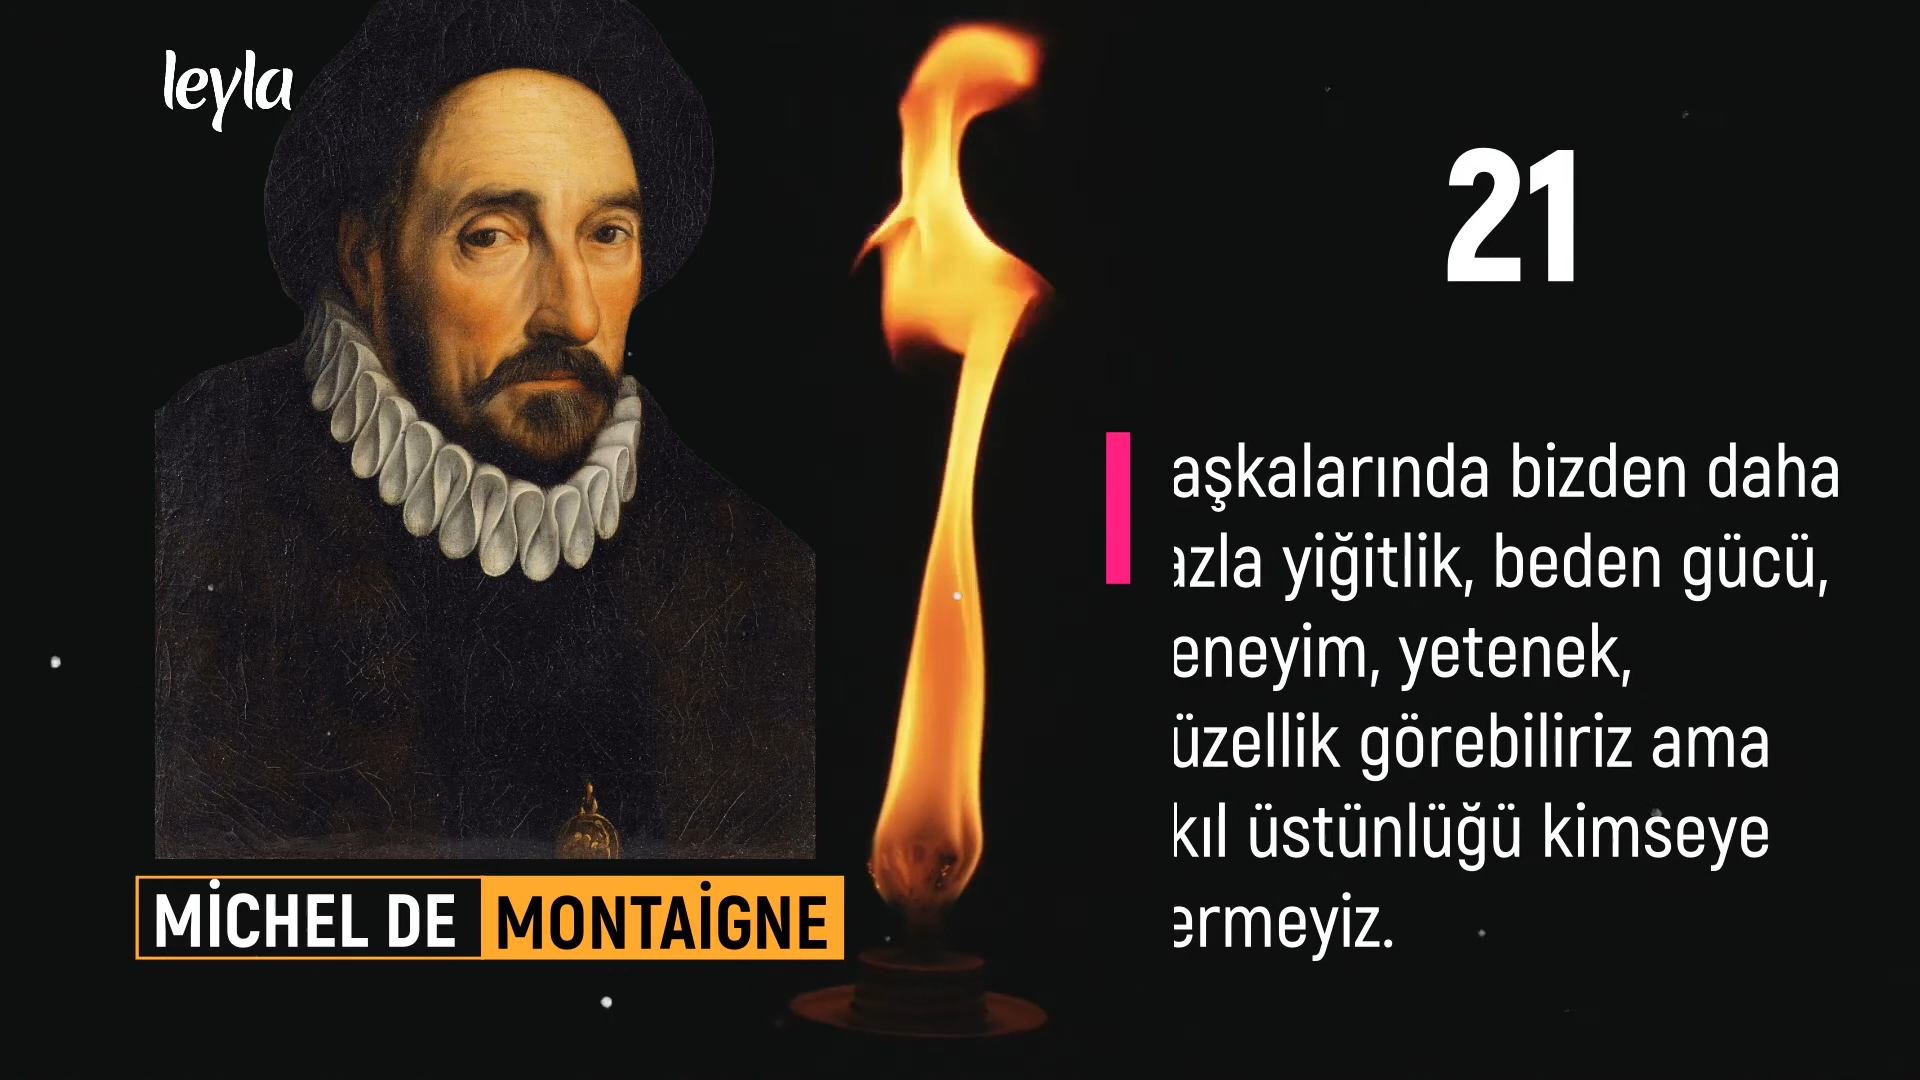 leyla
21
aşkalarında bizden daha
azla yiğitlik, beden gücü,
eneyim, yetenek,
üzellik görebiliriz ama
kıl üstünlüğü kimseye
ermeyiz.
MİCHEL DE MONTAİGNE